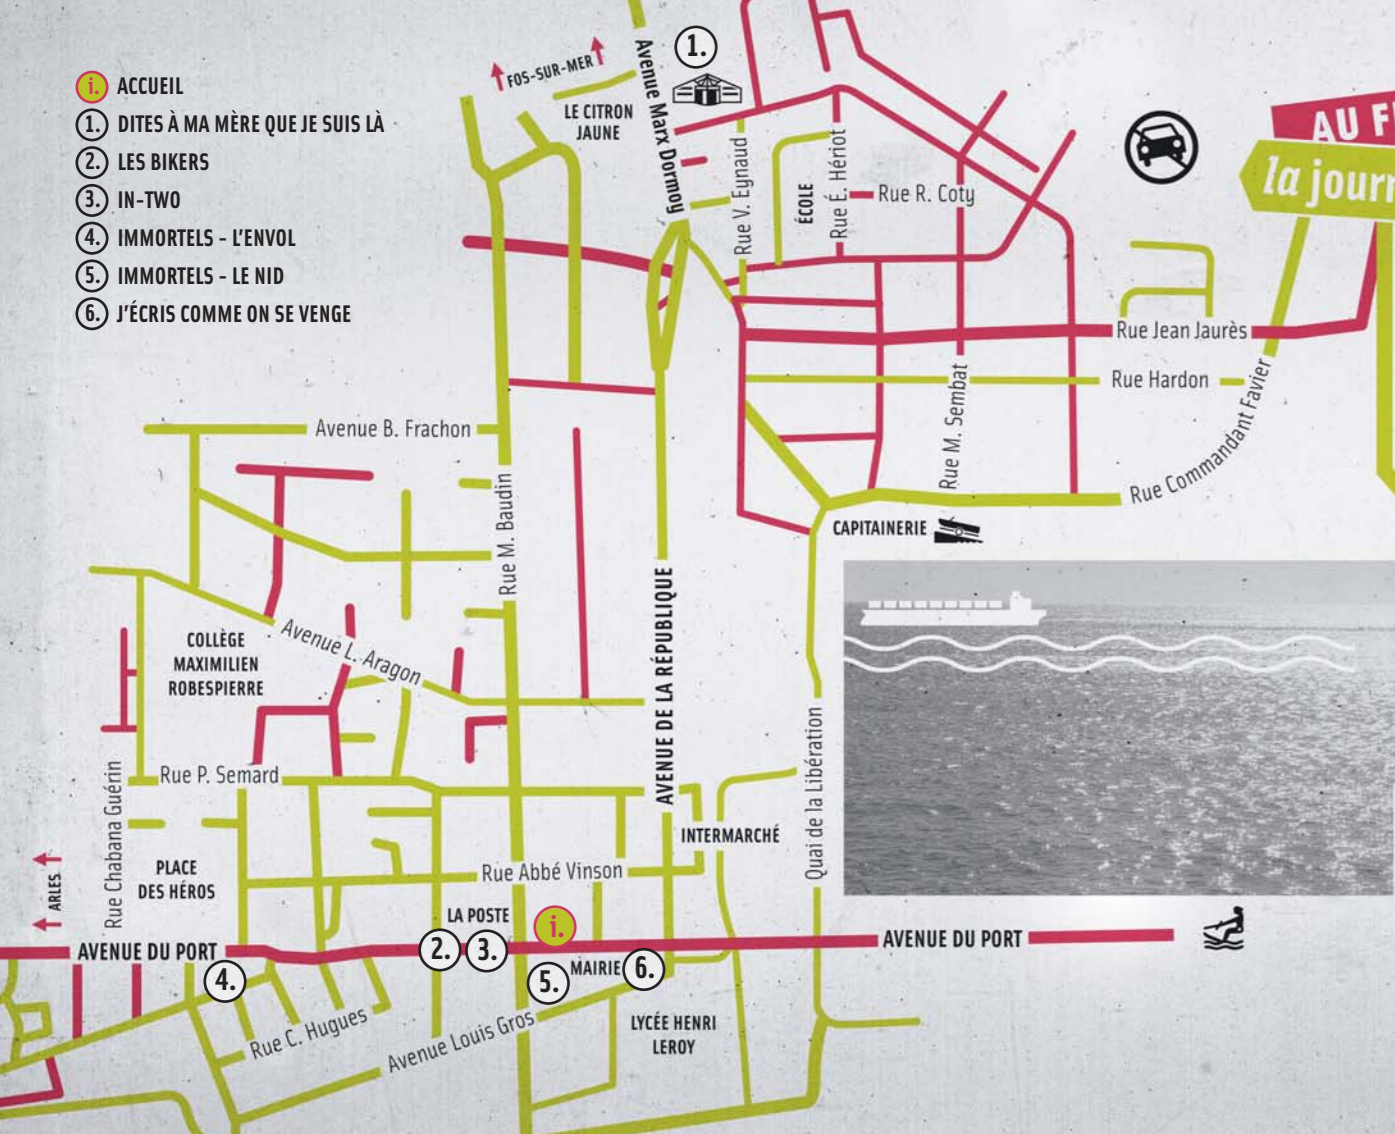 i. ACCUEIL
1. DITES À MA MÈRE QUE JE SUIS LÀ
2. LES BIKERS
3. IN-TWO
4. IMMORTELS - L'ENVOL
5. IMMORTELS - LE NID
6. J'ÉCRIS COMME ON SE VENGE
FOS-SUR-MER
LE CITRON
JAUNE
Avenue Marx Dormoy
1.
Rue V. Eynaud
ÉCOLE
Rue É. Hériot
Rue R. Coty
AU F
la journ
Rue Jean Jaurès
Rue Hardon
Rue M. Sembat
Rue Commandant Favier
CAPITAINERIE
Avenue B. Frachon
Rue M. Baudin
AVENUE DE LA RÉPUBLIQUE
Avenue L. Aragon
COLLÈGE
MAXIMILIEN
ROBESPIERRE
Rue P. Semard
Rue Chabana Guérin
Quai de la Libération
INTERMARCHÉ
PLACE
DES HÉROS
ARLES
Rue Abbé Vinson
LA POSTE
i.
AVENUE DU PORT
2.
3.
AVENUE DU PORT
4.
5.
MAIRIE
6.
Rue C. Hugues
Avenue Louis Gros
LYCÉE HENRI
LEROY